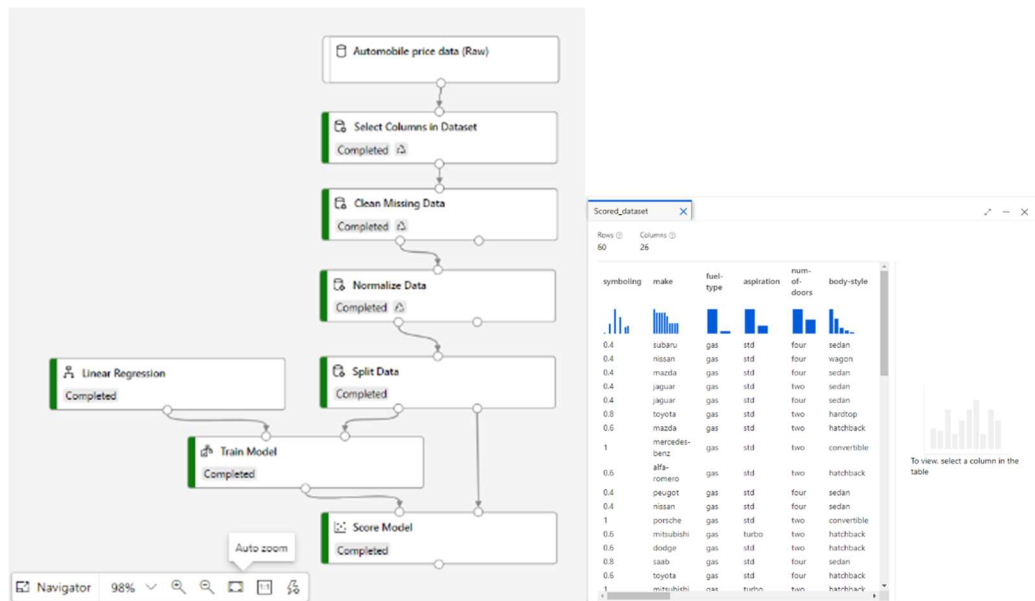 Automobile price data (Raw)
Select Columns in Dataset
Completed
Clean Missing Data
Completed
Normalize Data
Completed
Linear Regression
Completed
Split Data
Completed
Train Model
Completed
Score Model
Completed
Auto zoom
Navigator 98% 1:1
Scored_dataset
Rows Columns
60 26
symboling make fuel-type aspiration num-of-doors body-style
0.4 subaru gas std four sedan
0.4 nissan gas std four wagon
0.4 mazda gas std four sedan
0.4 jaguar gas std two sedan
0.4 jaguar gas std four sedan
0.8 toyota gas std two hardtop
0.6 mazda gas std two hatchback
1 mercedes-benz gas std two convertible
0.6 alfa-romero gas std two hatchback
0.4 peugot gas std four sedan
0.4 nissan gas std four sedan
1 porsche gas std two convertible
0.6 mitsubishi gas turbo two hatchback
0.6 dodge gas std two hatchback
0.8 saab gas std four sedan
0.6 toyota gas std four hatchback
1 mitsubishi gas turbo two hatchback
To view, select a column in the
table